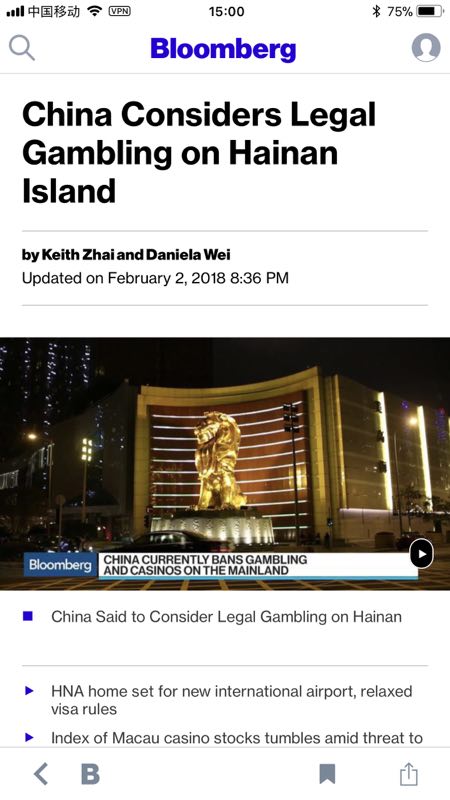 中国移动 VPN 15:00 75%
Bloomberg
China Considers Legal
Gambling on Hainan
Island
by Keith Zhai and Daniela Wei
Updated on February 2, 2018 8:36 PM
Bloomberg
CHINA CURRENTLY BANS GAMBLING
AND CASINOS ON THE MAINLAND
China Said to Consider Legal Gambling on Hainan
HNA home set for new international airport, relaxed
visa rules
Index of Macau casino stocks tumbles amid threat to
B